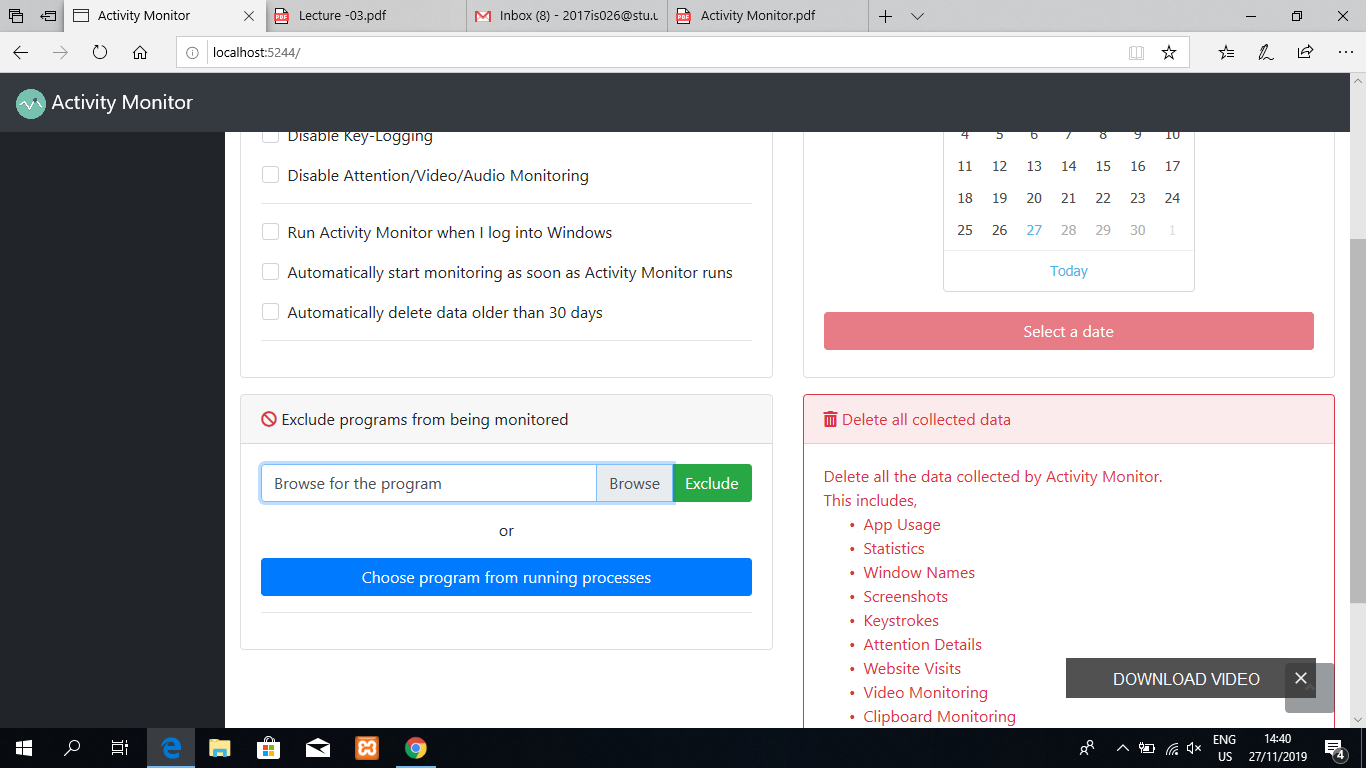 Activity Monitor
Lecture -03.pdf
Inbox (8) - 2017is026@stu.u
Activity Monitor.pdf
localhost:5244/
Activity Monitor
Disable Key-Logging
Disable Attention/Video/Audio Monitoring
Run Activity Monitor when I log into Windows
Automatically start monitoring as soon as Activity Monitor runs
Automatically delete data older than 30 days
4 5 6 7 8 9 10
11 12 13 14 15 16 17
18 19 20 21 22 23 24
25 26 27 28 29 30 1
Today
Select a date
Exclude programs from being monitored
Browse for the program Browse Exclude
or
Choose program from running processes
Delete all collected data
Delete all the data collected by Activity Monitor.
This includes,
• App Usage
• Statistics
• Window Names
• Screenshots
• Keystrokes
• Attention Details
• Website Visits
• Video Monitoring
• Clipboard Monitoring
DOWNLOAD VIDEO
ENG
US
14:40
27/11/2019
4